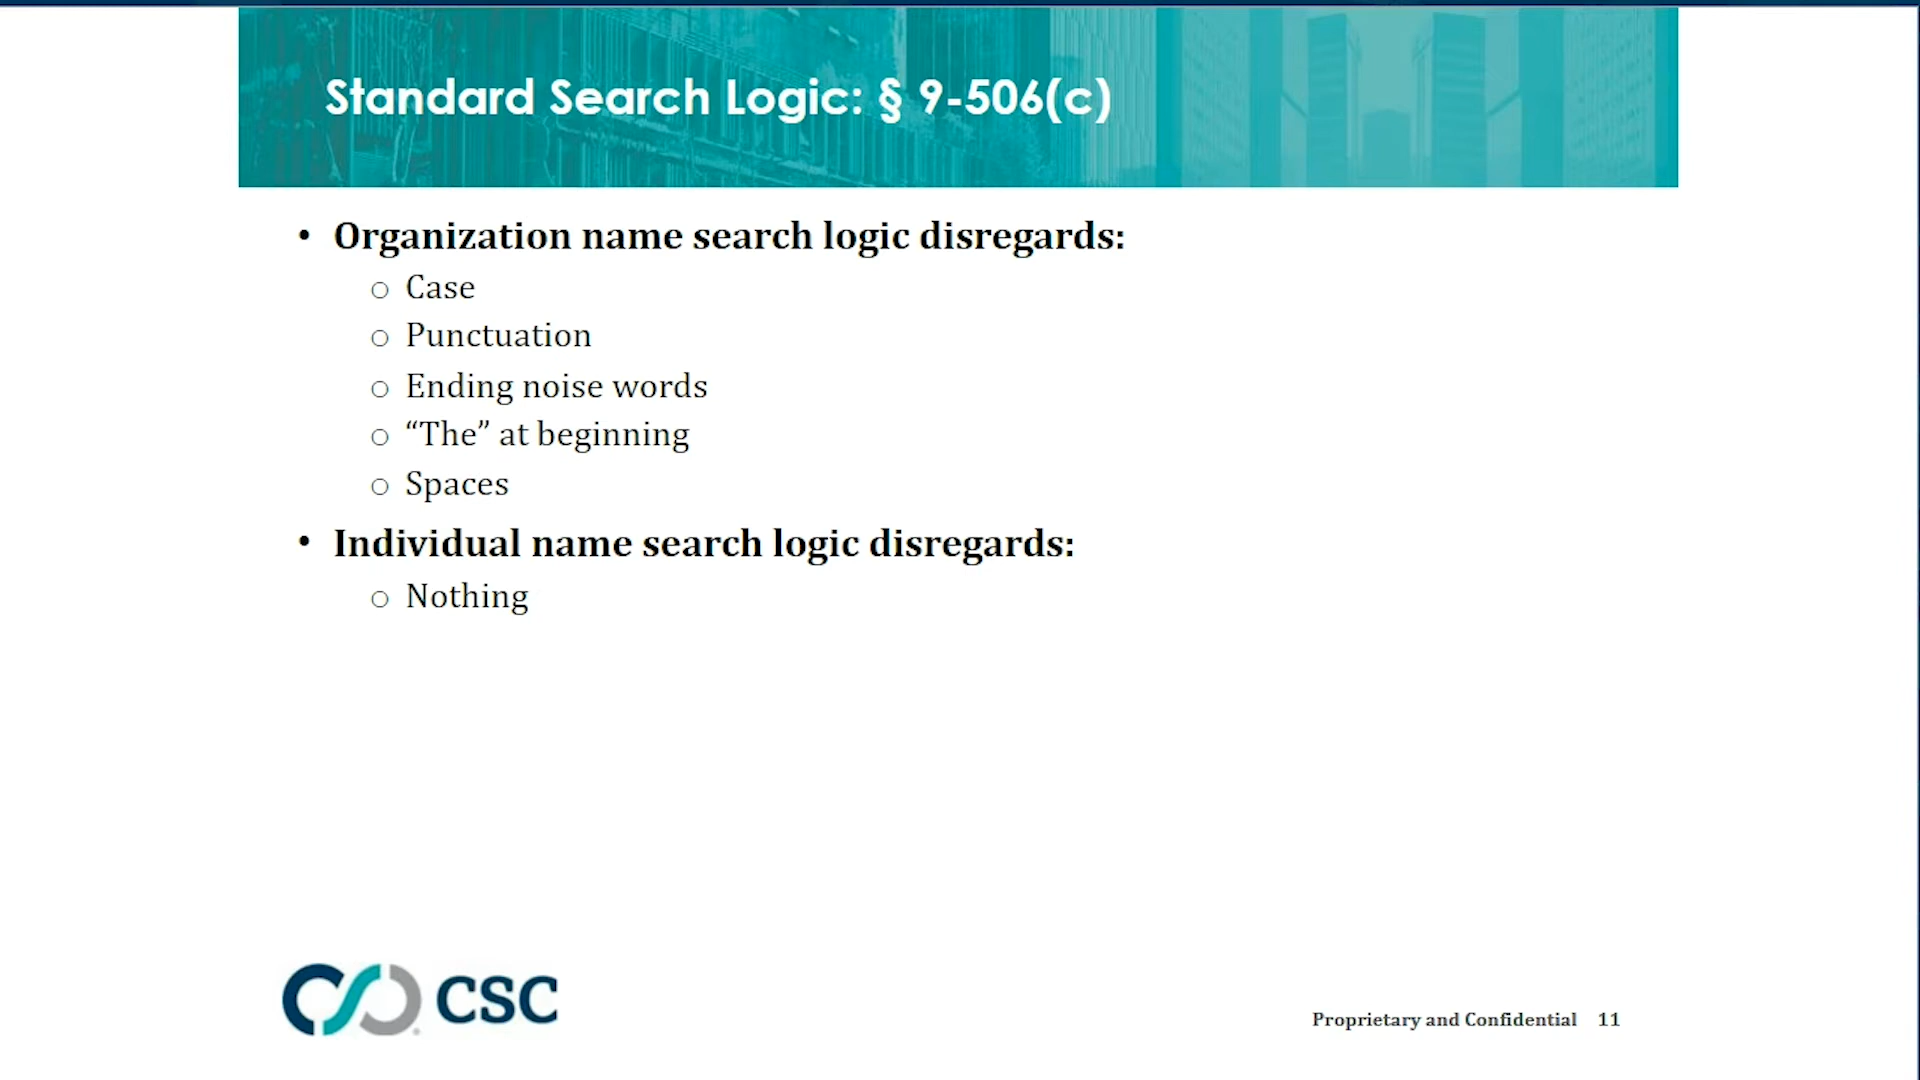 Standard Search Logic: § 9-506(c)
• Organization name search logic disregards:
○ Case
○ Punctuation
○ Ending noise words
○ “The” at beginning
○ Spaces
• Individual name search logic disregards:
○ Nothing
CSC
Proprietary and Confidential 11